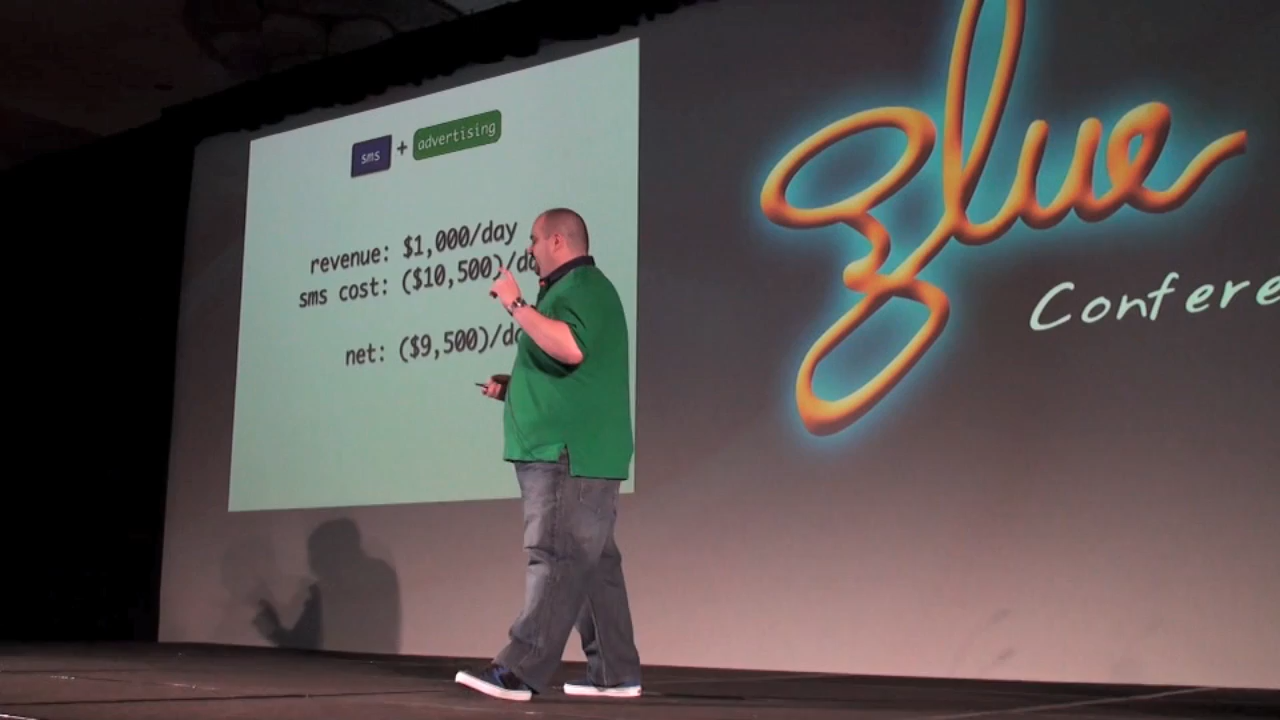 sms + advertising
revenue: $1,000/day
sms cost: ($10,500)/d
net: ($9,500)/d
glue
Confere